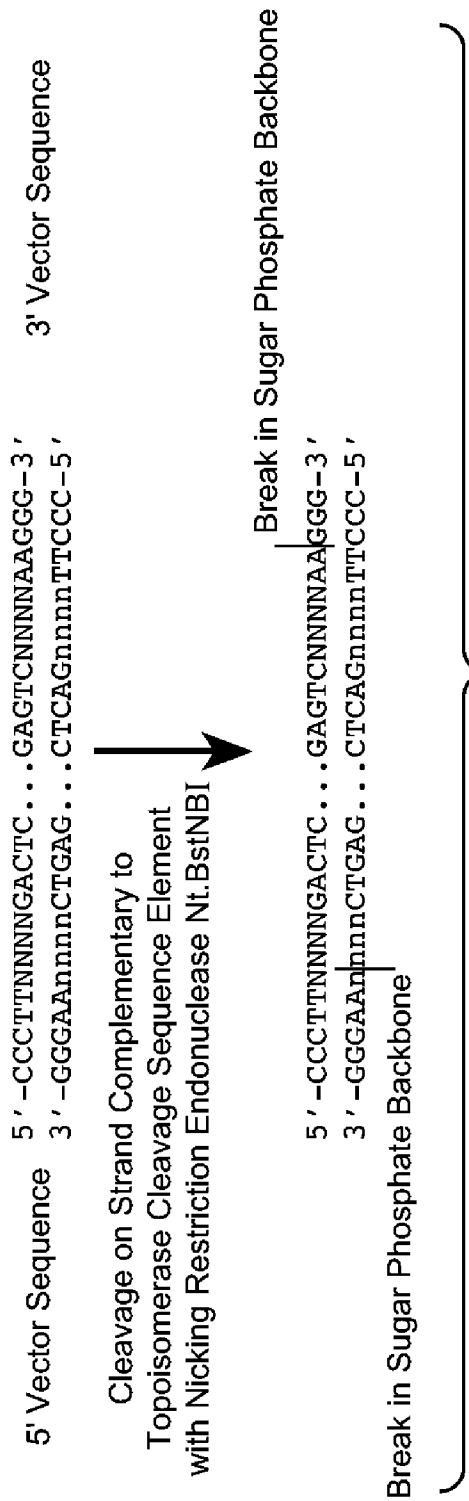 5' Vector Sequence
3' Vector Sequence
5'-CCCTTNNNNGACTC...GAGTCNNNNAAGGG-3'
3'-GGGAAnnnnCTGAG...CTCAGnnnnTTCCC-5'
Cleavage on Strand Complementary to
Topoisomerase Cleavage Sequence Element
with Nicking Restriction Endonuclease Nt.BstNBI
Break in Sugar Phosphate Backbone
5'-CCCTTNNNNGACTC...GAGTCNNNNAAGGG-3'
3'-GGGAAnnnnCTGAG...CTCAGnnnnTTCCC-5'
Break in Sugar Phosphate Backbone